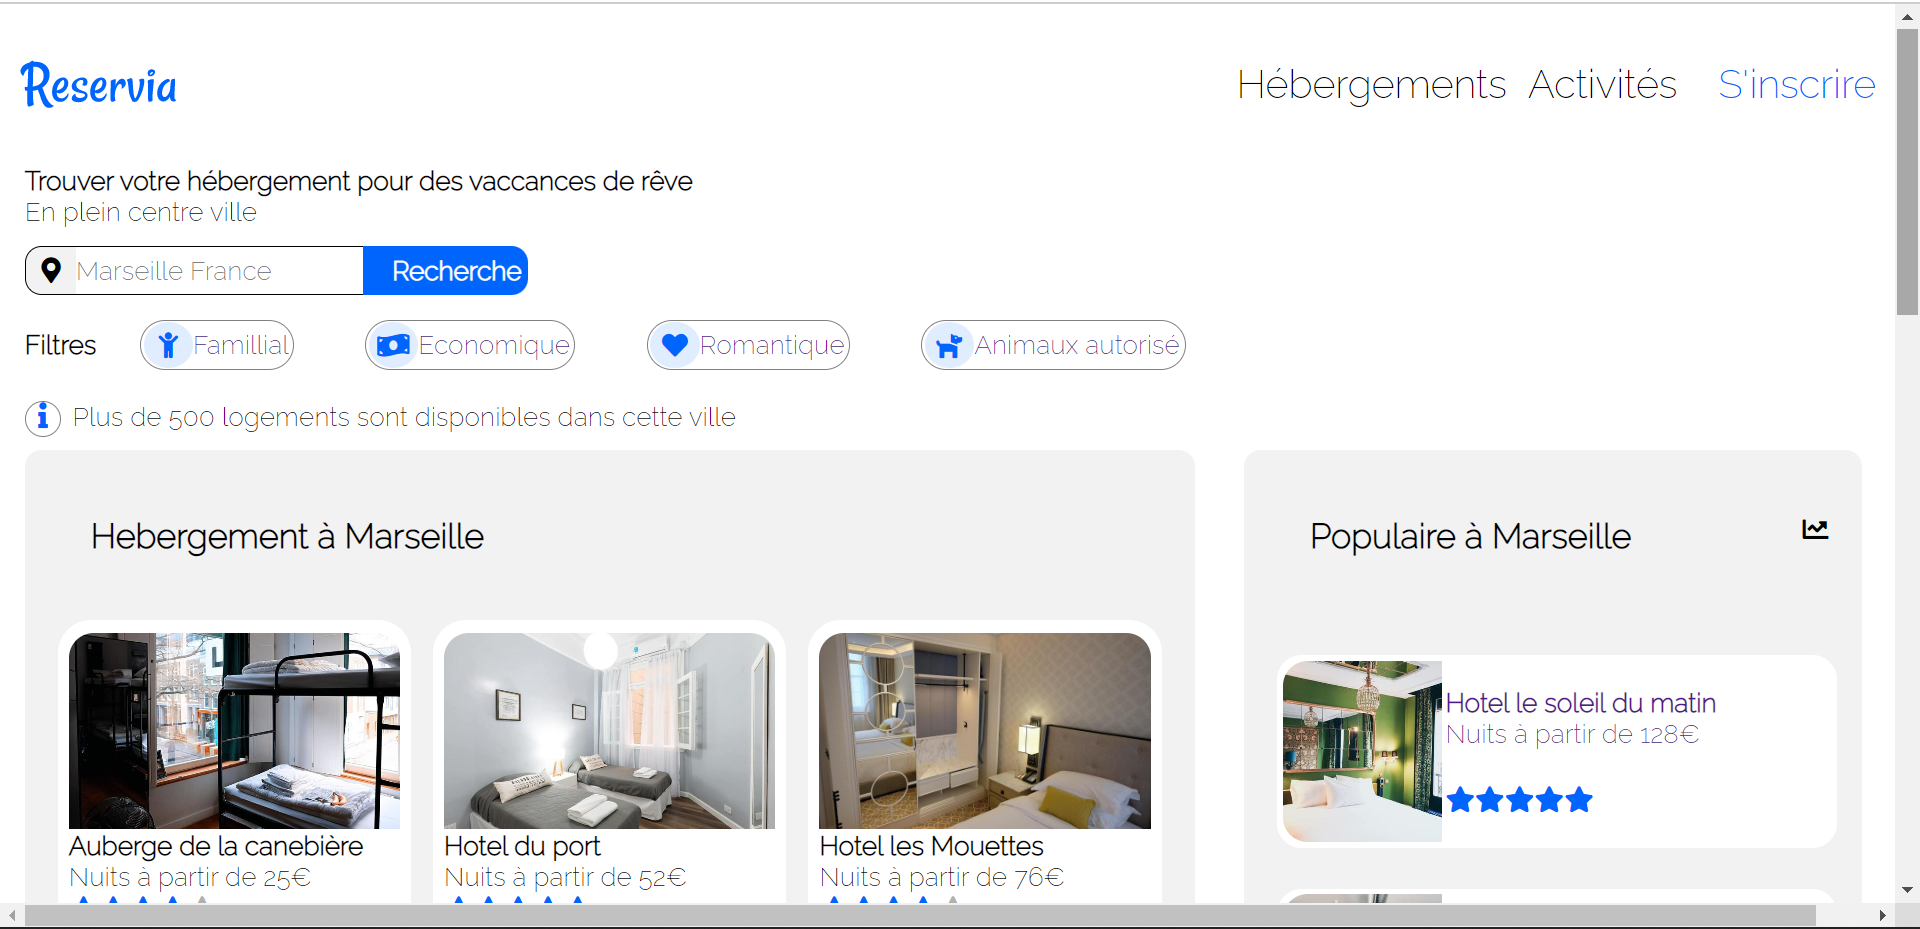 Reservia
Hébergements Activités S'inscrire
Trouver votre hébergement pour des vaccances de rêve
En plein centre ville
Marseille France Recherche
Filtres Famillial Economique Romantique Animaux autorisé
Plus de 500 logements sont disponibles dans cette ville
Hebergement à Marseille
Populaire à Marseille
Hotel le soleil du matin
Nuits à partir de 128€
Auberge de la canebière
Nuits à partir de 25€
Hotel du port
Nuits à partir de 52€
Hotel les Mouettes
Nuits à partir de 76€